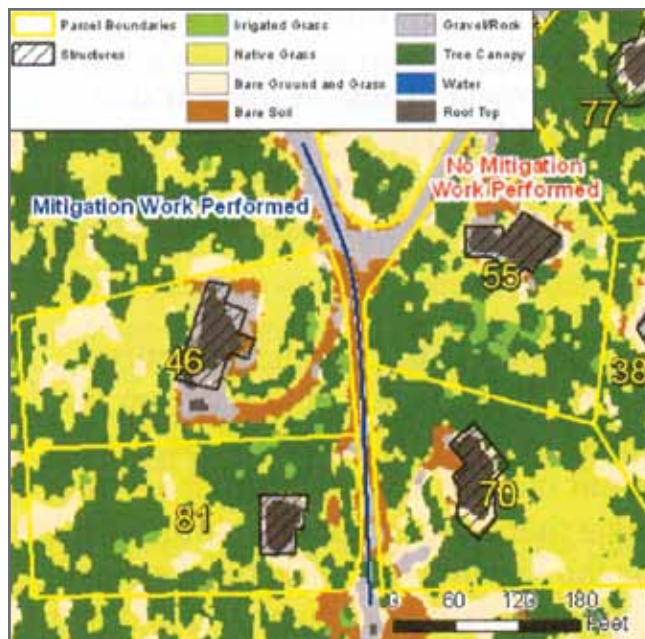 Parcel Boundaries
Structures
Irrigated Grass
Native Grass
Bare Ground and Grass
Bare Soil
Gravel/Rock
Tree Canopy
Water
Roof Top
77
No Mitigation
Work Performed
Mitigation Work Performed
55
46
38
70
81
0 60 120 180
Feet